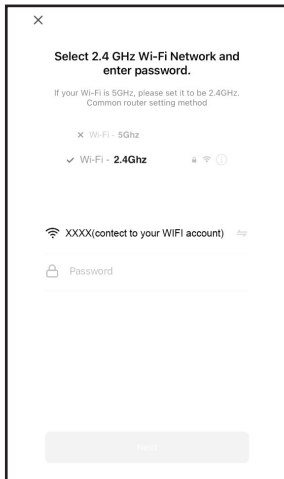 Select 2.4 GHz Wi-Fi Network and
enter password.
If your Wi-Fi is 5GHz, please set it to be 2.4GHz.
Common router setting method
Wi-Fi - 5Ghz
Wi-Fi - 2.4Ghz
XXXX(contect to your WIFI account)
Password
Next